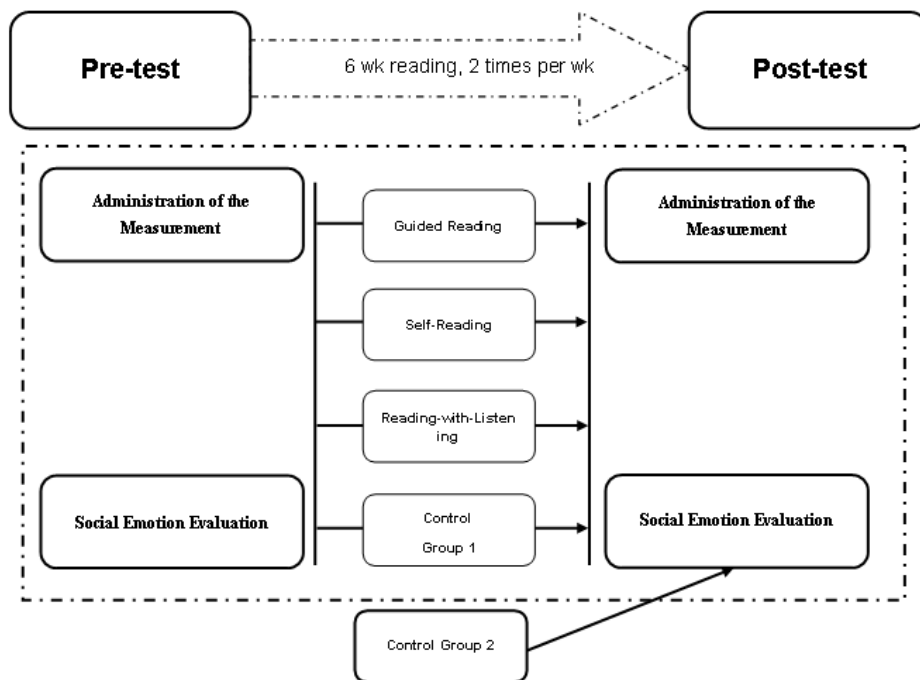 Pre-test
6 wk reading, 2 times per wk
Post-test
Administration of the
Measurement
Guided Reading
Administration of the
Measurement
Self-Reading
Reading-with-Listen
ing
Social Emotion Evaluation
Control
Group 1
Social Emotion Evaluation
Control Group 2